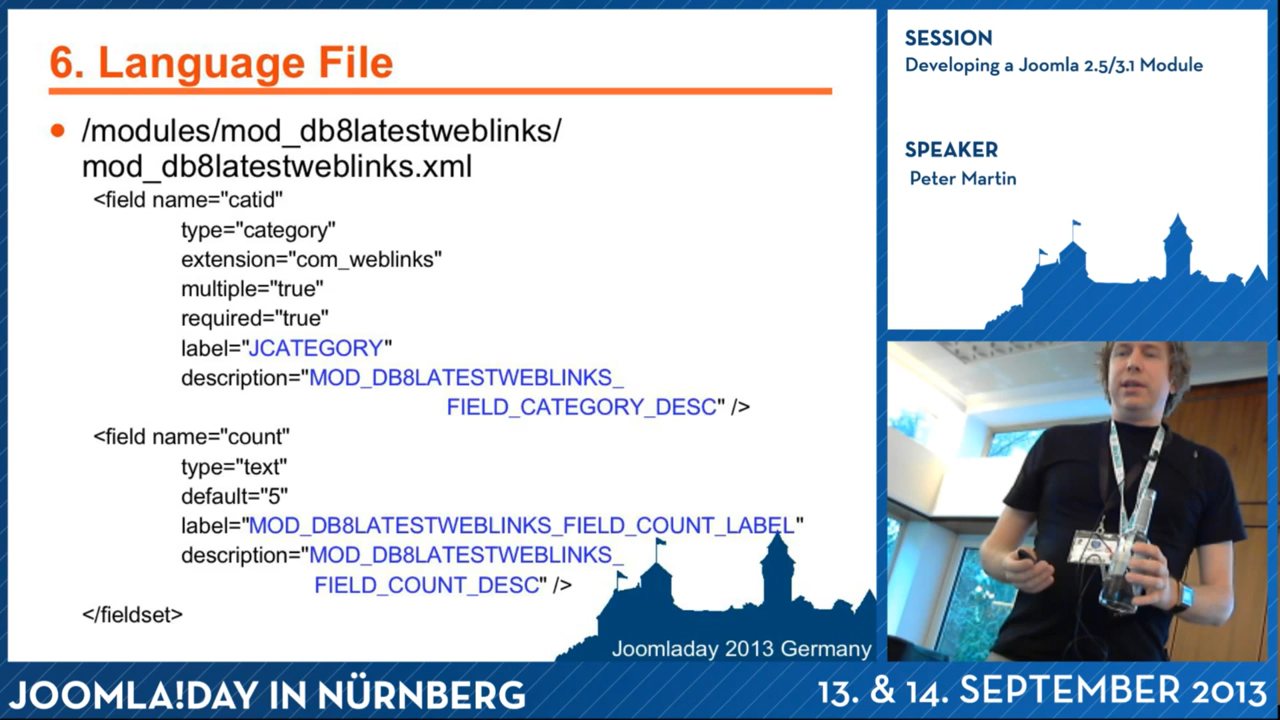 6. Language File
• /modules/mod_db8latestweblinks/
mod_db8latestweblinks.xml
<field name="catid"
type="category"
extension="com_weblinks"
multiple="true"
required="true"
label="JCATEGORY"
description="MOD_DB8LATESTWEBLINKS_
FIELD_CATEGORY_DESC" />
<field name="count"
type="text"
default="5"
label="MOD_DB8LATESTWEBLINKS_FIELD_COUNT_LABEL"
description="MOD_DB8LATESTWEBLINKS_
FIELD_COUNT_DESC" />
</fieldset>
Joomladay 2013 Germany
SESSION
Developing a Joomla 2.5/3.1 Module
SPEAKER
Peter Martin
JOOMLA!DAY IN NÜRNBERG
13. & 14. SEPTEMBER 2013